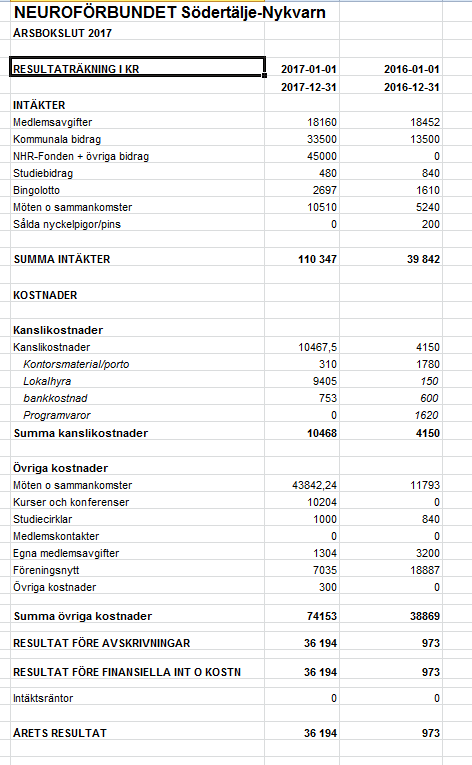 NEUROFÖRBUNDET Södertälje-Nykvarn
ÅRSBOKSLUT 2017
RESULTATRÄKNING I KR 2017-01-01 2016-01-01
2017-12-31 2016-12-31
INTÄKTER
Medlemsavgifter 18160 18452
Kommunala bidrag 33500 13500
NHR-Fonden + övriga bidrag 45000 0
Studiebidrag 480 840
Bingolotto 2697 1610
Möten o sammankomster 10510 5240
Sålda nyckelpigor/pins 0 200
SUMMA INTÄKTER 110 347 39 842
KOSTNADER
Kanslikostnader
Kanslikostnader 10467,5 4150
Kontorsmaterial/porto 310 1780
Lokalhyra 9405 150
bankkostnad 753 600
Programvaror 0 1620
Summa kanslikostnader 10468 4150
Övriga kostnader
Möten o sammankomster 43842,24 11793
Kurser och konferenser 10204 0
Studiecirklar 1000 840
Medlemskontakter 0 0
Egna medlemsavgifter 1304 3200
Föreningsnytt 7035 18887
Övriga kostnader 300 0
Summa övriga kostnader 74153 38869
RESULTAT FÖRE AVSKRIVNINGAR 36 194 973
RESULTAT FÖRE FINANSIELLA INT O KOSTN 36 194 973
Intäktsräntor 0 0
ÅRETS RESULTAT 36 194 973